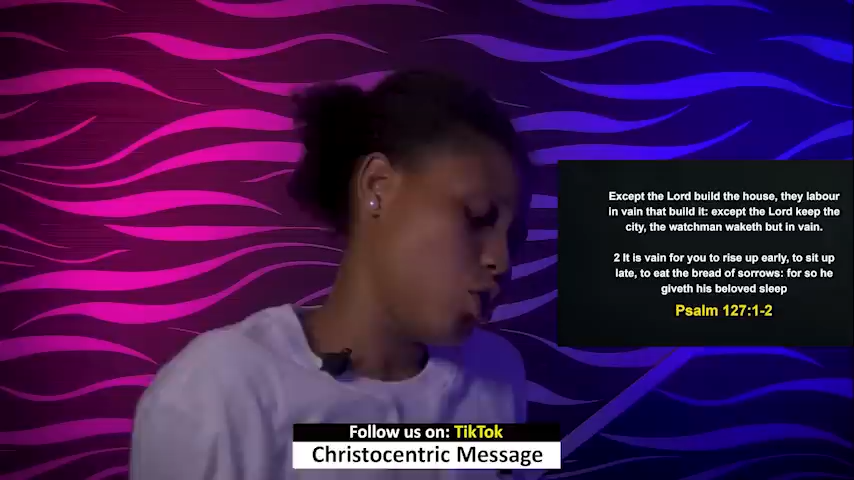 Except the Lord build the house, they labour
in vain that build it: except the Lord keep the
city, the watchman waketh but in vain.
2 It is vain for you to rise up early, to sit up
late, to eat the bread of sorrows: for so he
giveth his beloved sleep
Psalm 127:1-2
Follow us on: TikTok
Christocentric Message